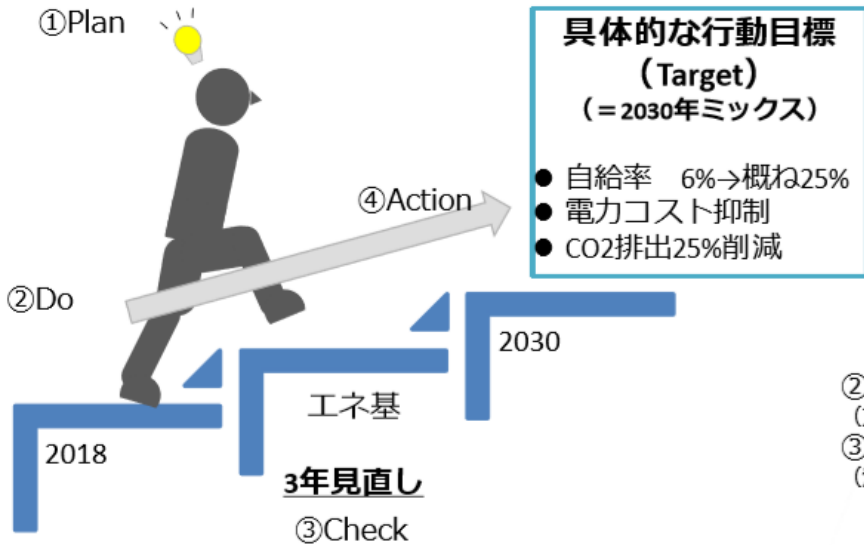 ①Plan
具体的な行動目標
（Target）
（＝2030年ミックス）
● 自給率　6%→概ね25%
● 電力コスト抑制
● CO2排出25%削減
④Action
②Do
2030
エネ基
2018
3年見直し
③Check
②
③